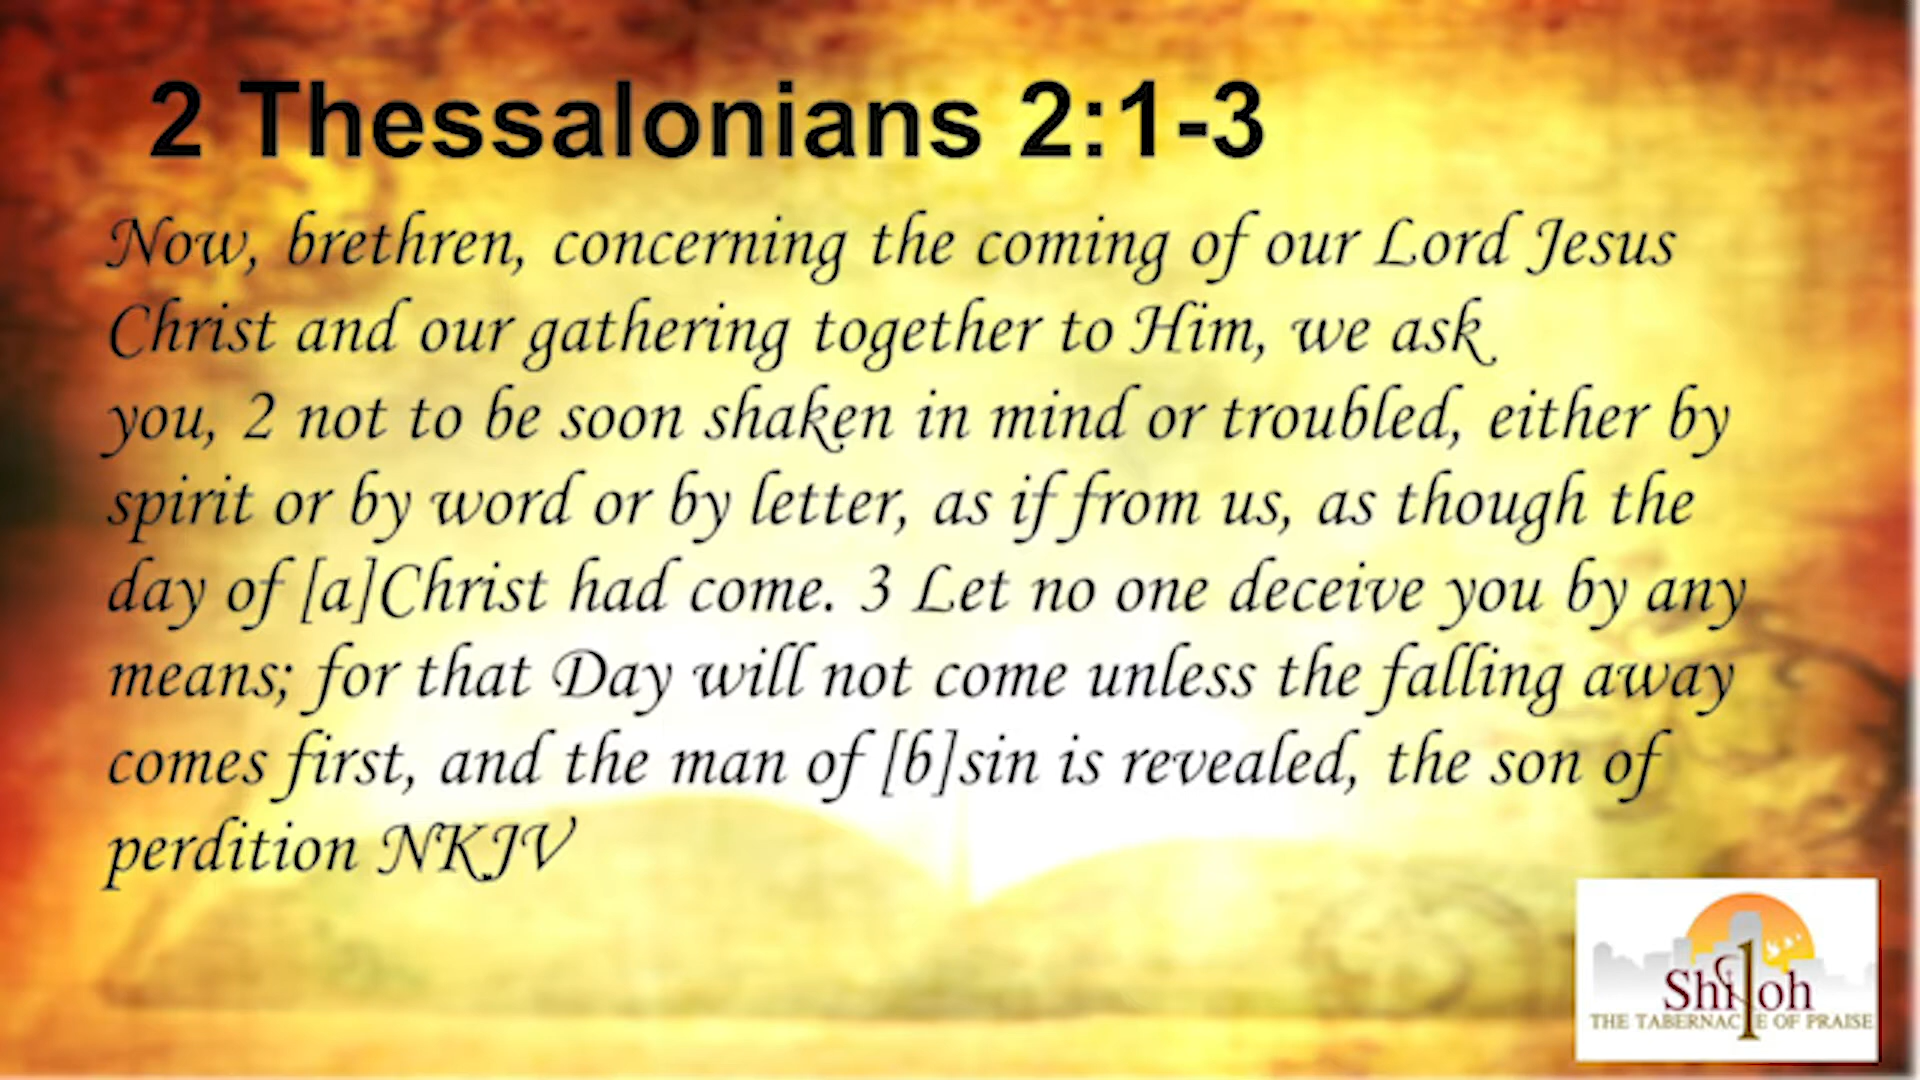 2 Thessalonians 2:1-3
Now, brethren, concerning the coming of our Lord Jesus
Christ and our gathering together to Him, we ask
you, 2 not to be soon shaken in mind or troubled, either by
spirit or by word or by letter, as if from us, as though the
day of [a]Christ had come. 3 Let no one deceive you by any
means; for that Day will not come unless the falling away
comes first, and the man of [b]sin is revealed, the son of
perdition NKJV
Shiloh
THE TABERNACLE OF PRAISE